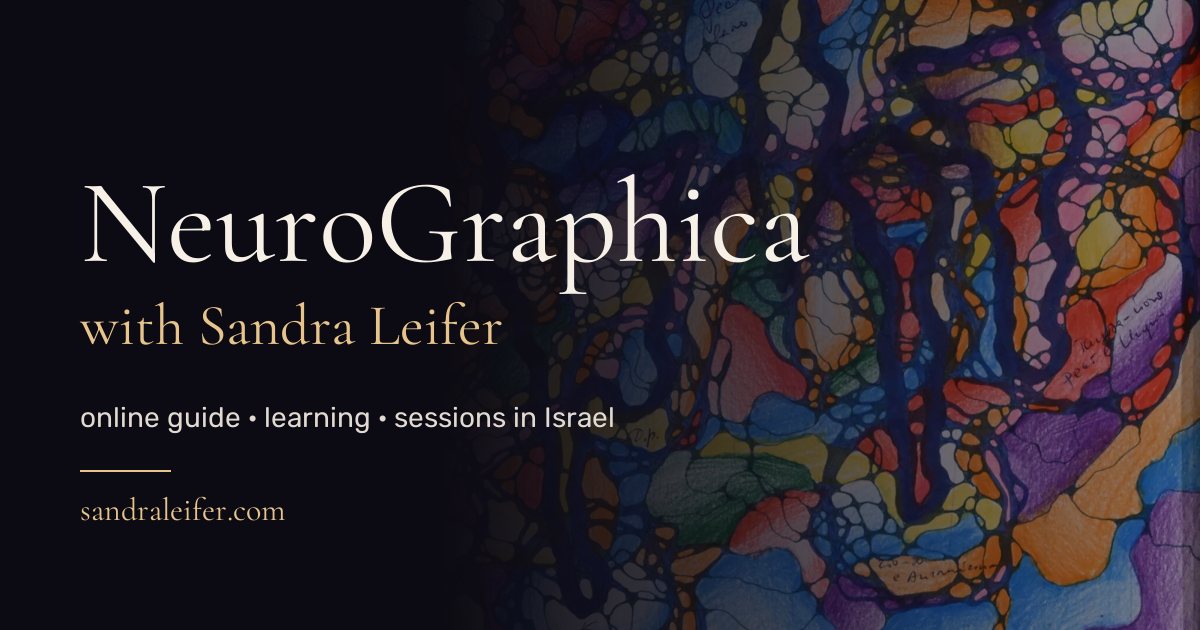 NeuroGraphica
with Sandra Leifer
online guide • learning • sessions in Israel
sandraleifer.com